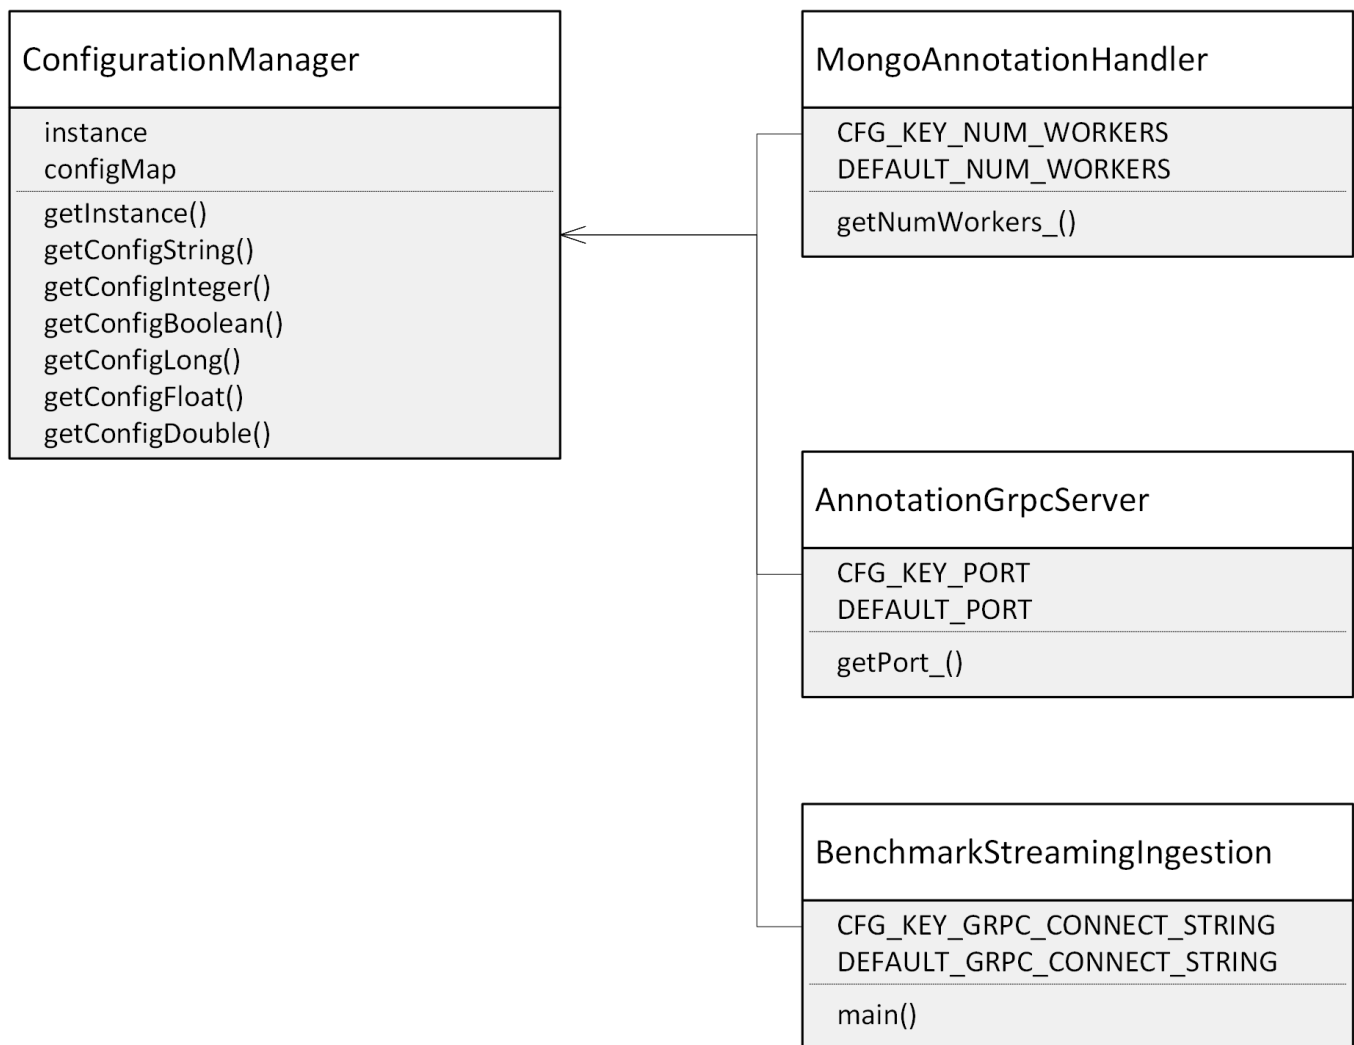 ConfigurationManager
instance
configMap
getInstance()
getConfigString()
getConfigInteger()
getConfigBoolean()
getConfigLong()
getConfigFloat()
getConfigDouble()
MongoAnnotationHandler
CFG_KEY_NUM_WORKERS
DEFAULT_NUM_WORKERS
getNumWorkers_()
AnnotationGrpcServer
CFG_KEY_PORT
DEFAULT_PORT
getPort_()
BenchmarkStreamingIngestion
CFG_KEY_GRPC_CONNECT_STRING
DEFAULT_GRPC_CONNECT_STRING
main()